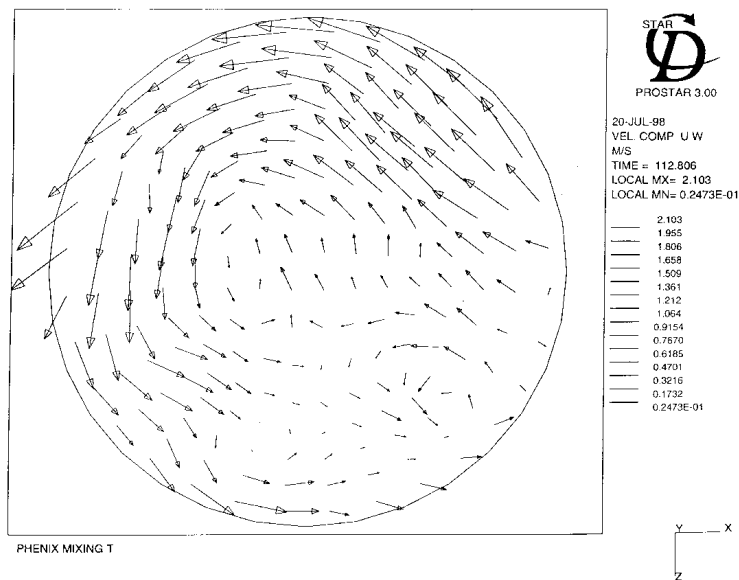 STAR
CD
PROSTAR 3.00
20-JUL-98
VEL. COMP U W
M/S
TIME = 112.806
LOCAL MX= 2.103
LOCAL MN= 0.2473E-01
2.103
1.955
1.806
1.658
1.509
1.361
1.212
1.064
0.9154
0.7670
0.6185
0.4701
0.3216
0.1732
0.2473E-01
PHENIX MIXING T
Y X
Z